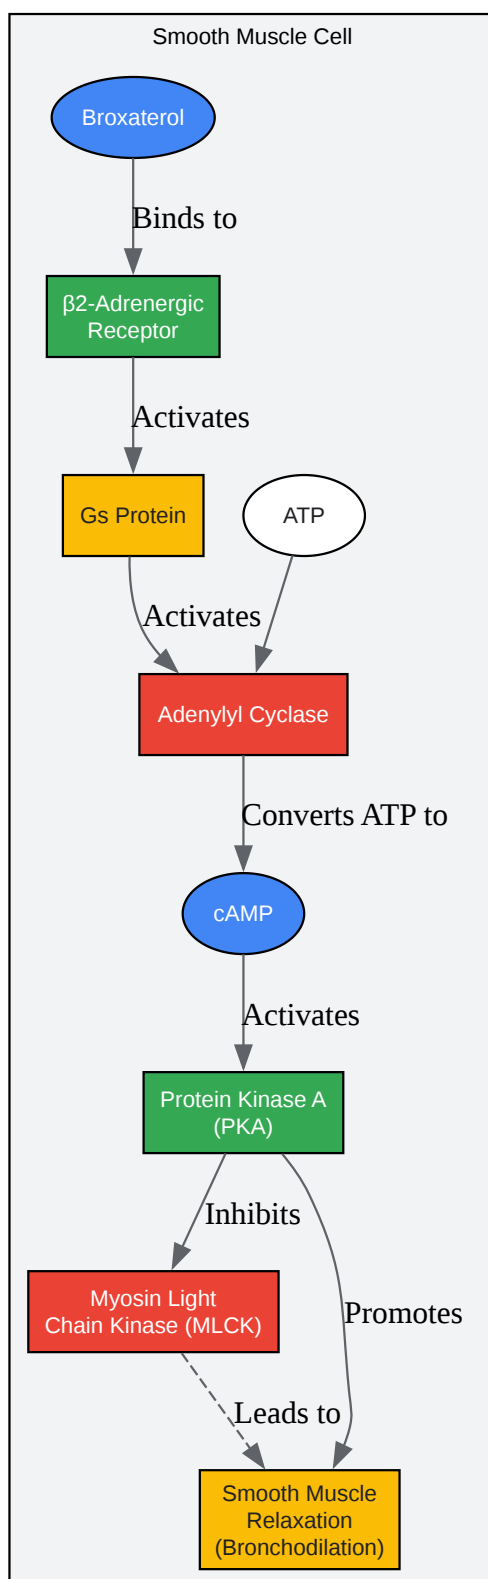 Smooth Muscle Cell
Broxaterol
Binds to
β2-Adrenergic
Receptor
Activates
Gs Protein
ATP
Activates
Adenylyl Cyclase
Converts ATP to
cAMP
Activates
Protein Kinase A
(PKA)
Inhibits
Myosin Light
Chain Kinase (MLCK)
Promotes
Leads to
Smooth Muscle
Relaxation
(Bronchodilation)